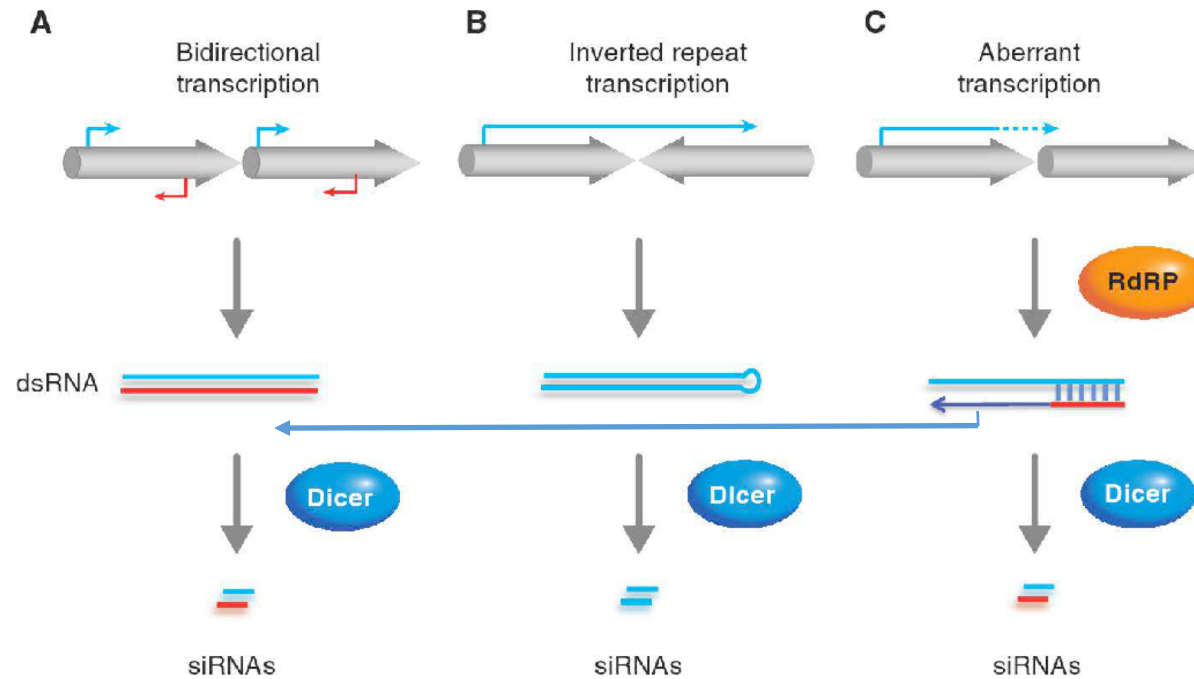 A
B
C
Bidirectional
transcription
Inverted repeat
transcription
Aberrant
transcription
RdRP
dsRNA
Dicer
Dicer
Dicer
siRNAs
siRNAs
siRNAs